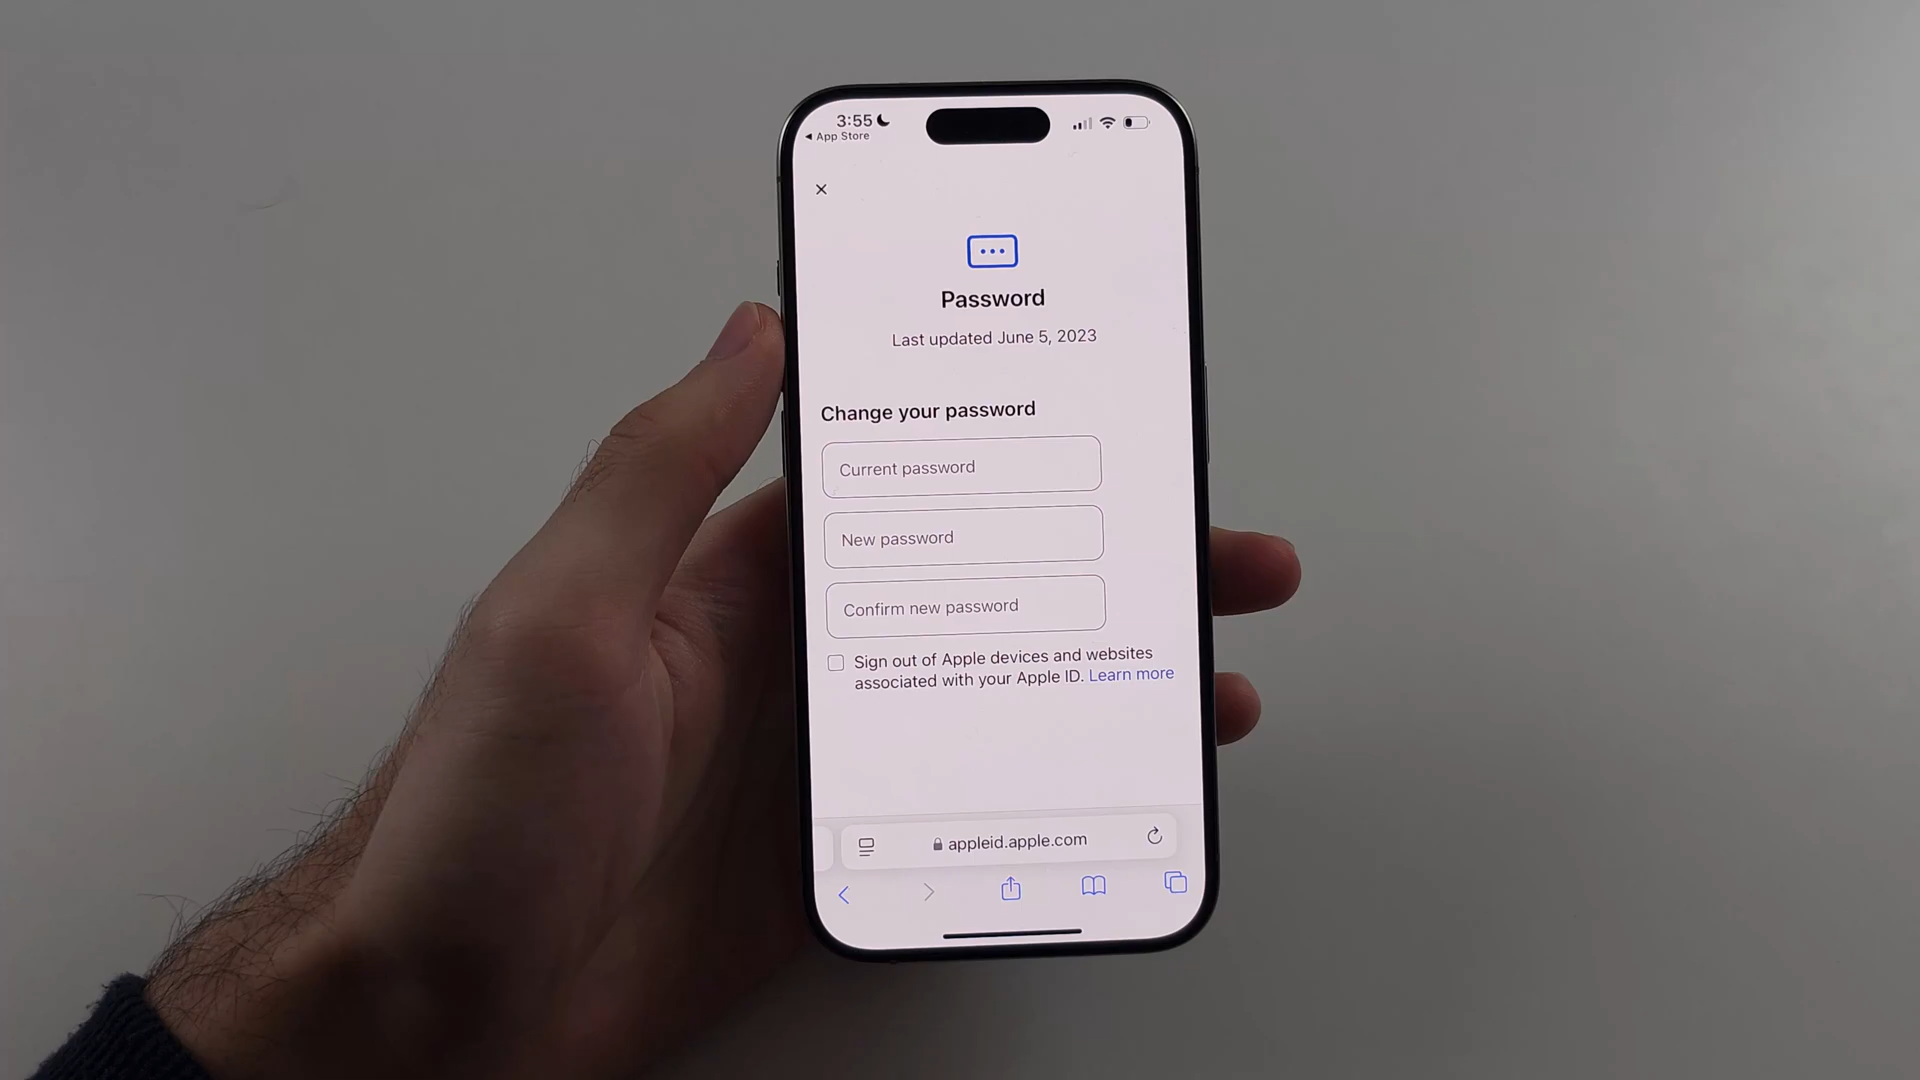 3:55
◀ App Store
Password
Last updated June 5, 2023
Change your password
Current password
New password
Confirm new password
Sign out of Apple devices and websites
associated with your Apple ID. Learn more
appleid.apple.com